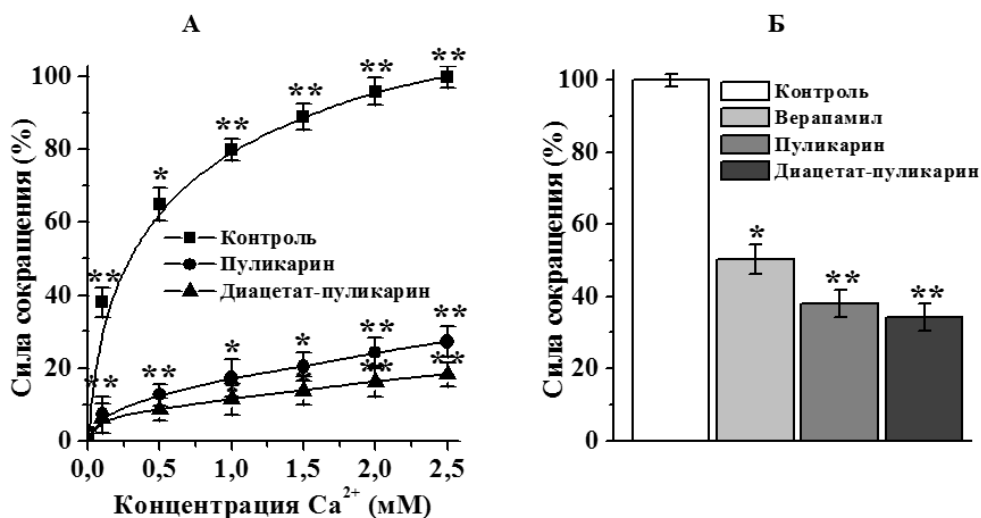 А
Сила сокращения (%)
100
80
60
40
20
0
**
*
**
**
**
**
Контроль
Пуликарин
Диацетат-пуликарин
**
**
*
*
**
**
**
**
0,0
0,5
1,0
1,5
2,0
2,5
Концентрация Ca²⁺ (мМ)
Б
Сила сокращения (%)
100
80
60
40
20
0
Контроль
Верапамил
Пуликарин
Диацетат-пуликарин
*
**
**